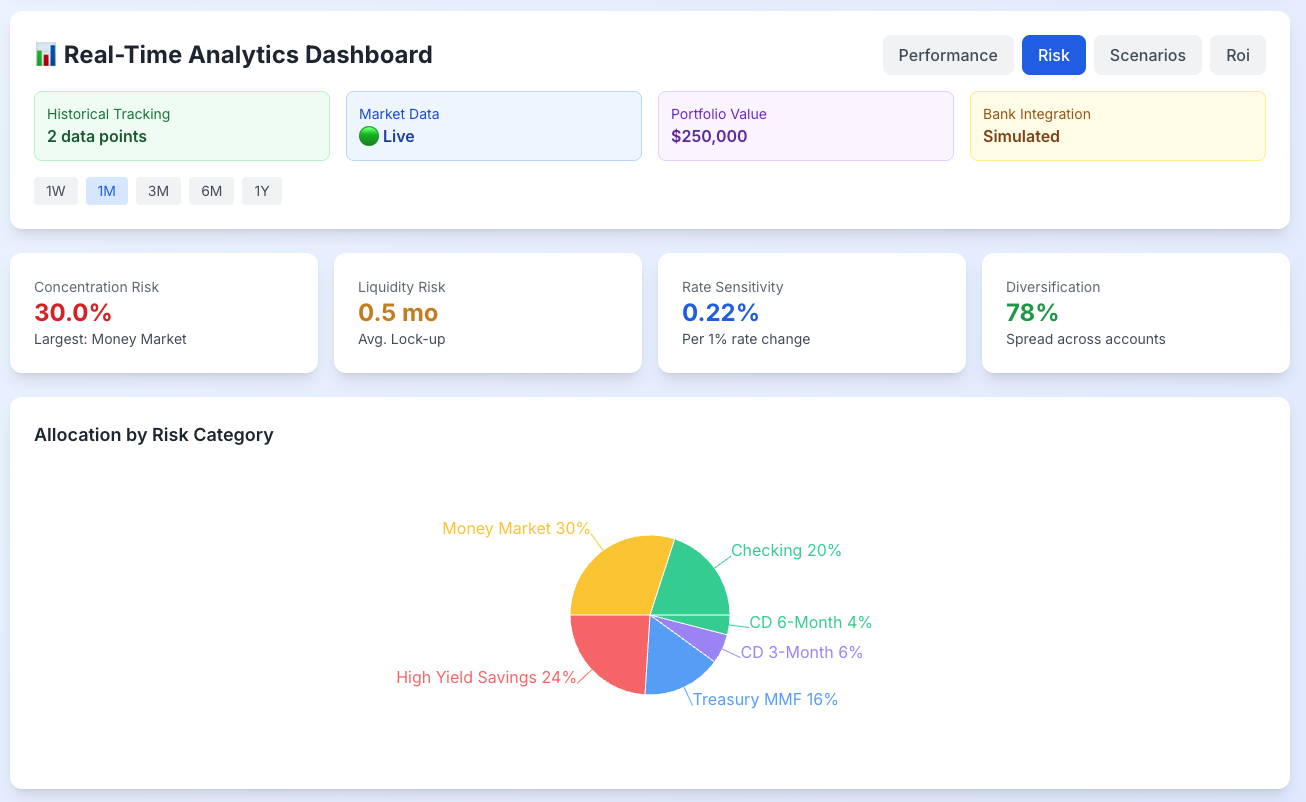 📊 Real-Time Analytics Dashboard
Performance
Risk
Scenarios
Roi
Historical Tracking
2 data points
Market Data
🟢 Live
Portfolio Value
$250,000
Bank Integration
Simulated
1W
1M
3M
6M
1Y
Concentration Risk
30.0%
Largest: Money Market
Liquidity Risk
0.5 mo
Avg. Lock-up
Rate Sensitivity
0.22%
Per 1% rate change
Diversification
78%
Spread across accounts
Allocation by Risk Category
Money Market 30%
Checking 20%
CD 6-Month 4%
CD 3-Month 6%
High Yield Savings 24%
Treasury MMF 16%